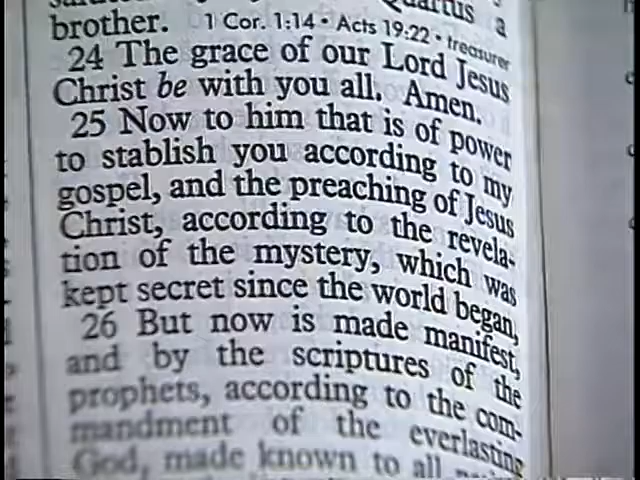 Quartus a
brother. 1 Cor. 1:14 • Acts 19:22 • treasurer
24 The grace of our Lord Jesus
Christ be with you all. Amen.
25 Now to him that is of power
to stablish you according to my
gospel, and the preaching of Jesus
Christ, according to the revela-
tion of the mystery, which was
kept secret since the world began,
26 But now is made manifest,
and by the scriptures of the
prophets, according to the com-
mandment of the everlasting
God, made known to all